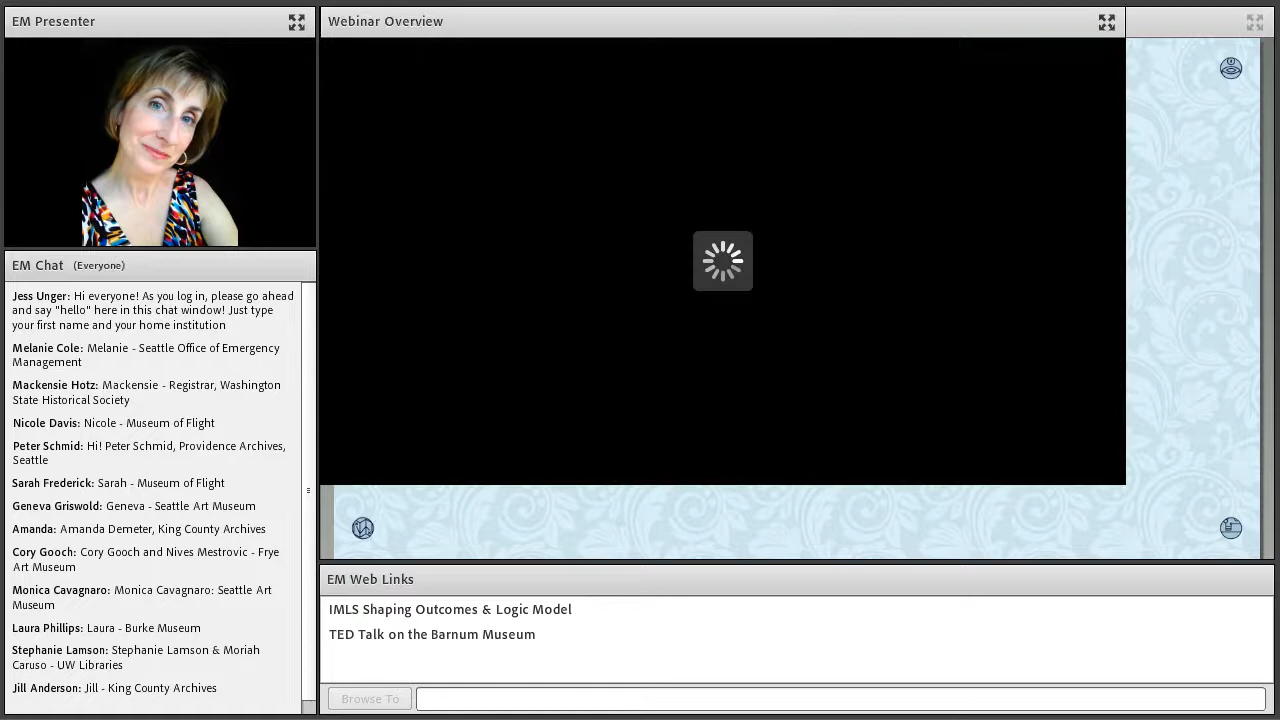 EM Presenter
Webinar Overview
EM Chat (Everyone)
Jess Unger: Hi everyone! As you log in, please go ahead
and say "hello" here in this chat window! Just type
your first name and your home institution
Melanie Cole: Melanie - Seattle Office of Emergency
Management
Mackensie Hotz: Mackensie - Registrar, Washington
State Historical Society
Nicole Davis: Nicole - Museum of Flight
Peter Schmid: Hi! Peter Schmid, Providence Archives,
Seattle
Sarah Frederick: Sarah - Museum of Flight
Geneva Griswold: Geneva - Seattle Art Museum
Amanda: Amanda Demeter, King County Archives
Cory Gooch: Cory Gooch and Nives Mestrovic - Frye
Art Museum
Monica Cavagnaro: Monica Cavagnaro: Seattle Art
Museum
Laura Phillips: Laura - Burke Museum
Stephanie Lamson: Stephanie Lamson & Moriah
Caruso - UW Libraries
Jill Anderson: Jill - King County Archives
EM Web Links
IMLS Shaping Outcomes & Logic Model
TED Talk on the Barnum Museum
Browse To